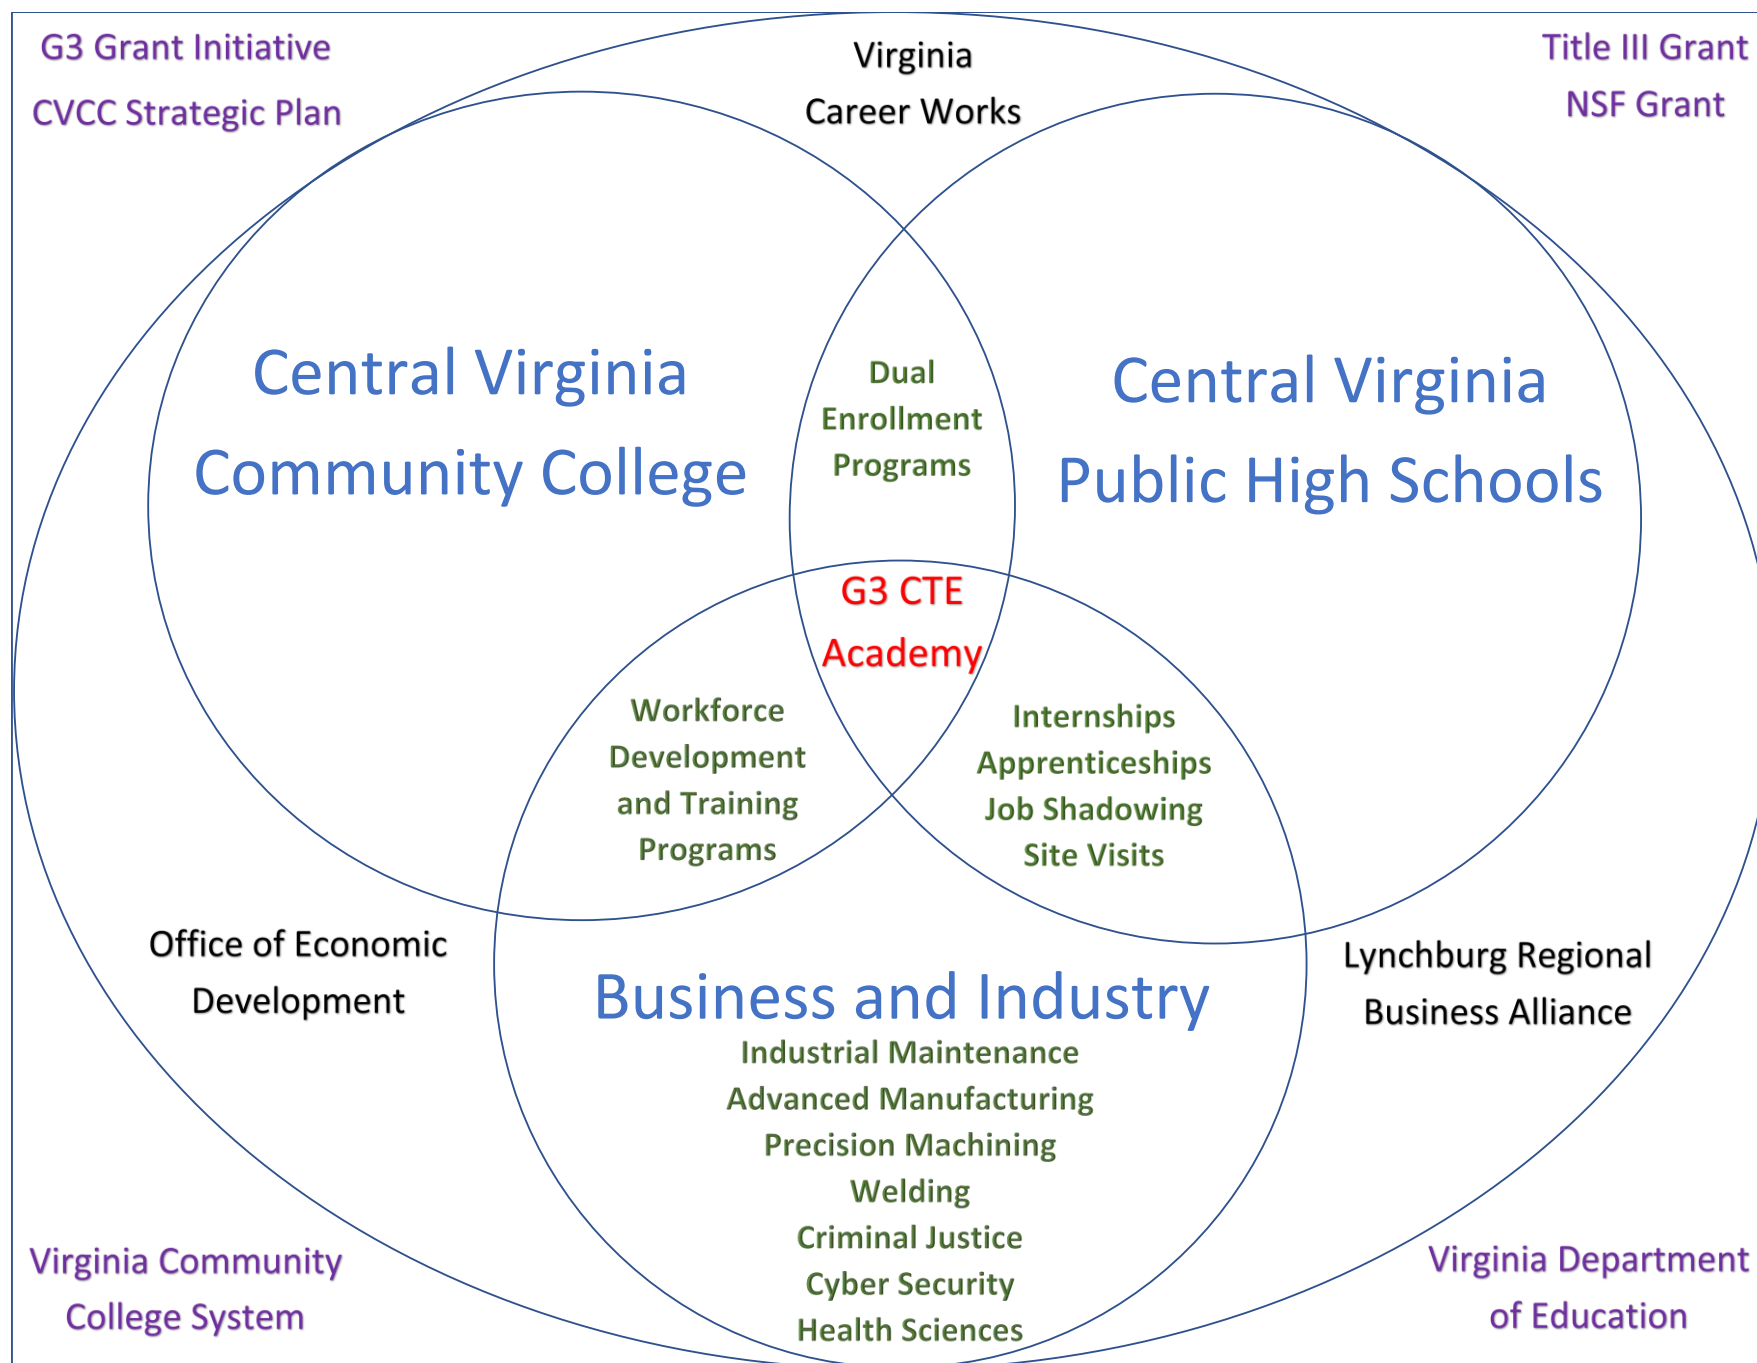 G3 Grant Initiative
CVCC Strategic Plan
Virginia
Career Works
Title III Grant
NSF Grant
Central Virginia
Community College
Dual
Enrollment
Programs
Central Virginia
Public High Schools
G3 CTE
Academy
Workforce
Development
and Training
Programs
Internships
Apprenticeships
Job Shadowing
Site Visits
Office of Economic
Development
Business and Industry
Industrial Maintenance
Advanced Manufacturing
Precision Machining
Welding
Criminal Justice
Cyber Security
Health Sciences
Lynchburg Regional
Business Alliance
Virginia Community
College System
Virginia Department
of Education